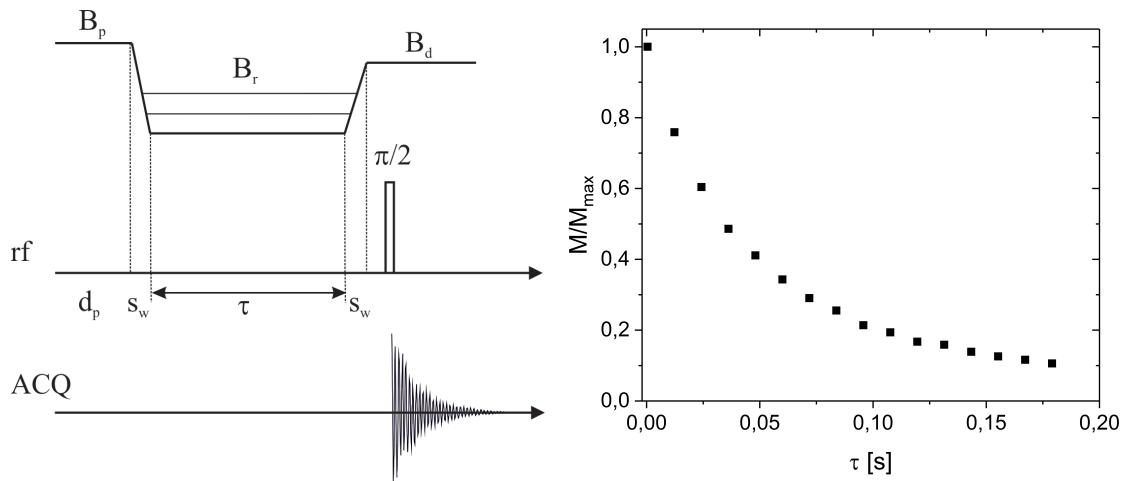 B_p
B_r
B_d
π/2
rf
d_p s_w τ s_w
ACQ
M/M_max
1,0
0,8
0,6
0,4
0,2
0,0
0,00 0,05 0,10 0,15 0,20
τ [s]